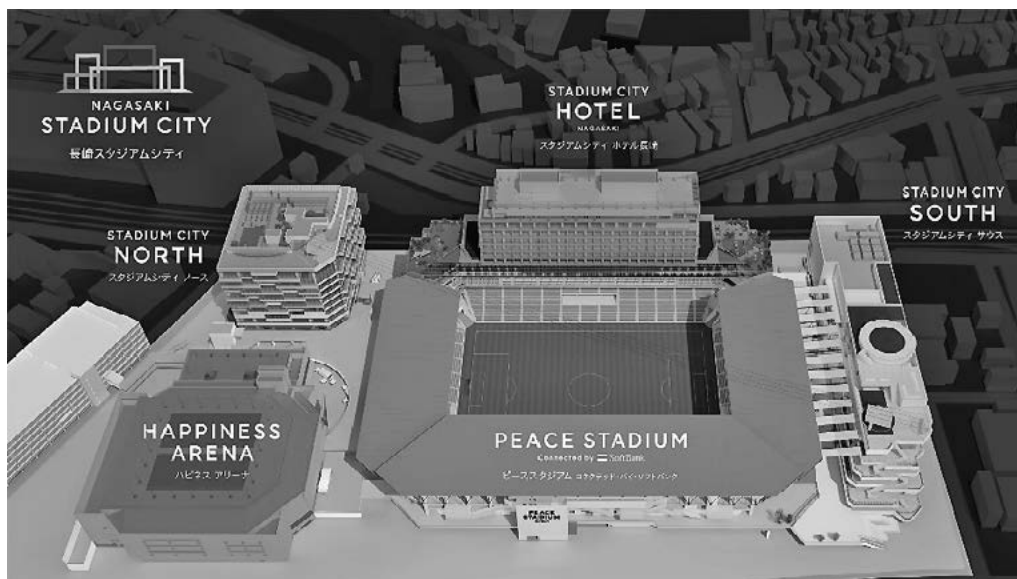 NAGASAKI
STADIUM CITY
長崎スタジアムシティ
STADIUM CITY
HOTEL
NAGASAKI
スタジアムシティ ホテル長崎
STADIUM CITY
SOUTH
スタジアムシティ サウス
STADIUM CITY
NORTH
スタジアムシティ ノース
HAPPINESS
ARENA
ハピネス アリーナ
PEACE STADIUM
Connected by SoftBank
ピーススタジアム コネクテッド・バイ・ソフトバンク
PEACE
STADIUM